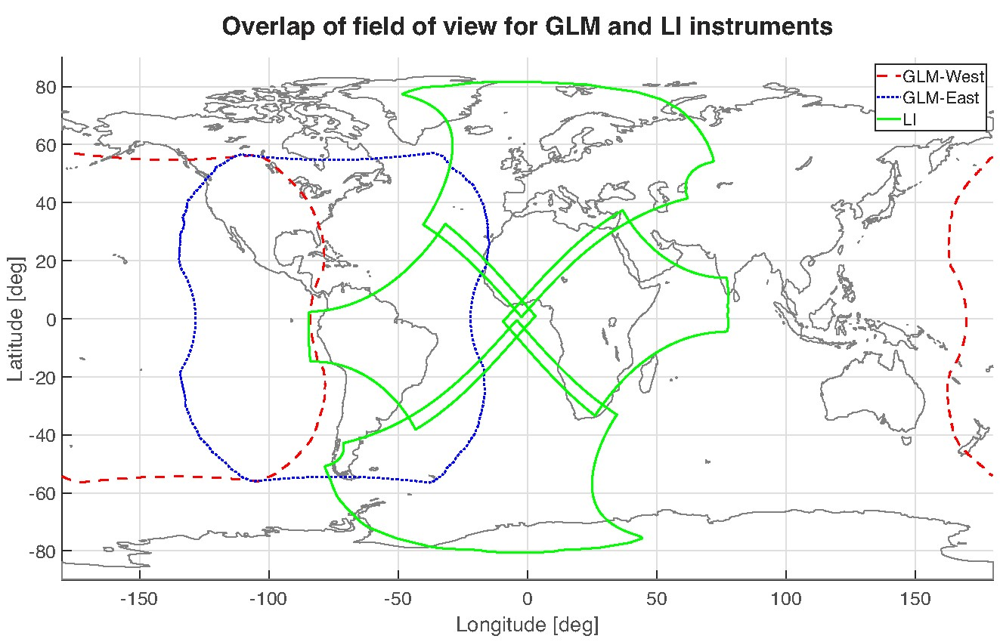 Overlap of field of view for GLM and LI instruments
GLM-West
GLM-East
LI
Latitude [deg]
80
60
40
20
0
-20
-40
-60
-80
-150
-100
-50
0
50
100
150
Longitude [deg]